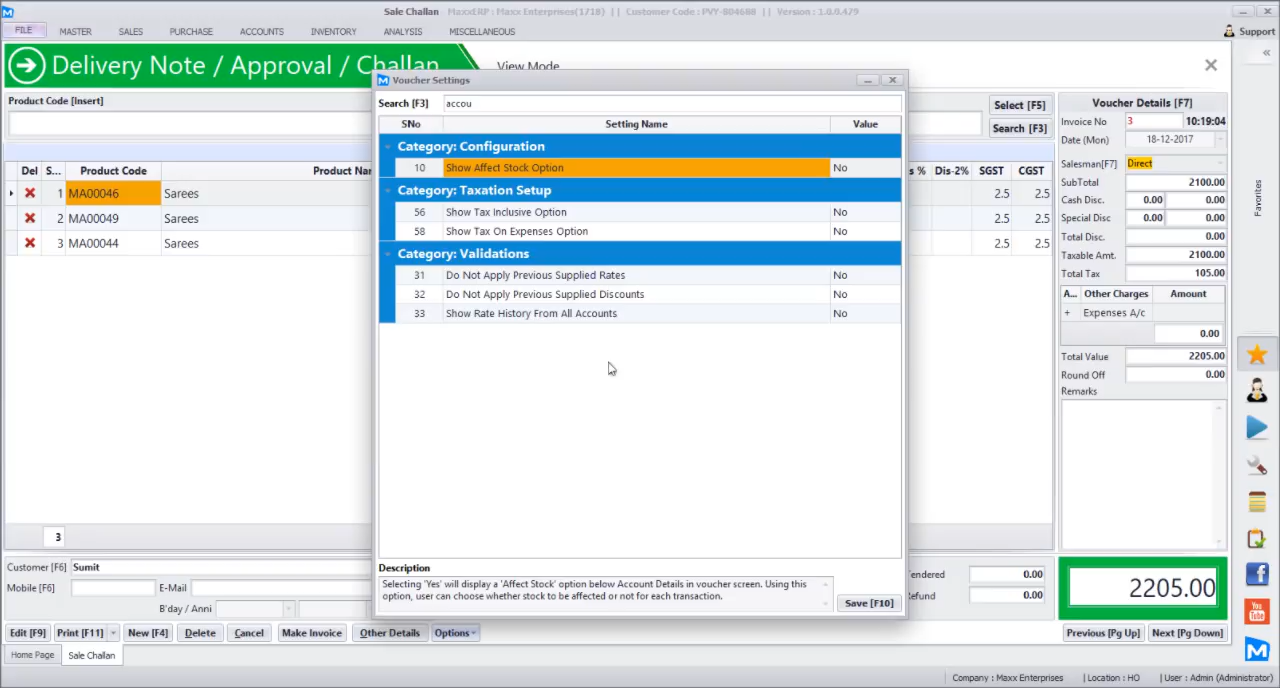 Sale Challan - MaxxERP : Maxx Enterprises(1718) || Customer Code : PVY-804688 || Version : 1.0.0.479
FILE MASTER SALES PURCHASE ACCOUNTS INVENTORY ANALYSIS MISCELLANEOUS Support
Delivery Note / Approval / Challan View Mode
Product Code [Insert]
Select [F5]
Search [F3]
Del S... Product Code Product Nar s % Dis-2% SGST CGST
1 MA00046 Sarees 2.5 2.5
2 MA00049 Sarees 2.5 2.5
3 MA00044 Sarees 2.5 2.5
3
Voucher Settings
Search [F3] accou
SNo Setting Name Value
Category: Configuration
10 Show Affect Stock Option No
Category: Taxation Setup
56 Show Tax Inclusive Option No
58 Show Tax On Expenses Option No
Category: Validations
31 Do Not Apply Previous Supplied Rates No
32 Do Not Apply Previous Supplied Discounts No
33 Show Rate History From All Accounts No
Description
Selecting 'Yes' will display a 'Affect Stock' option below Account Details in voucher screen. Using this
option, user can choose whether stock to be affected or not for each transaction.
Save [F10]
Voucher Details [F7]
Invoice No 3 10:19:04
Date (Mon) 18-12-2017
Salesman[F7] Direct
SubTotal 2100.00
Cash Disc. 0.00 0.00
Special Disc 0.00 0.00
Total Disc. 0.00
Taxable Amt. 2100.00
Total Tax 105.00
A... Other Charges Amount
+ Expenses A/c
0.00
Total Value 2205.00
Round Off 0.00
Remarks
Favorites
Customer [F6] Sumit
Mobile [F6] E-Mail
B'day / Anni
endered 0.00
efund 0.00
2205.00
Edit [F9] Print [F11] New [F4] Delete Cancel Make Invoice Other Details Options
Previous [Pg Up] Next [Pg Down]
Home Page Sale Challan
Company : Maxx Enterprises | Location : HO | User : Admin (Administrator)
You
Tube